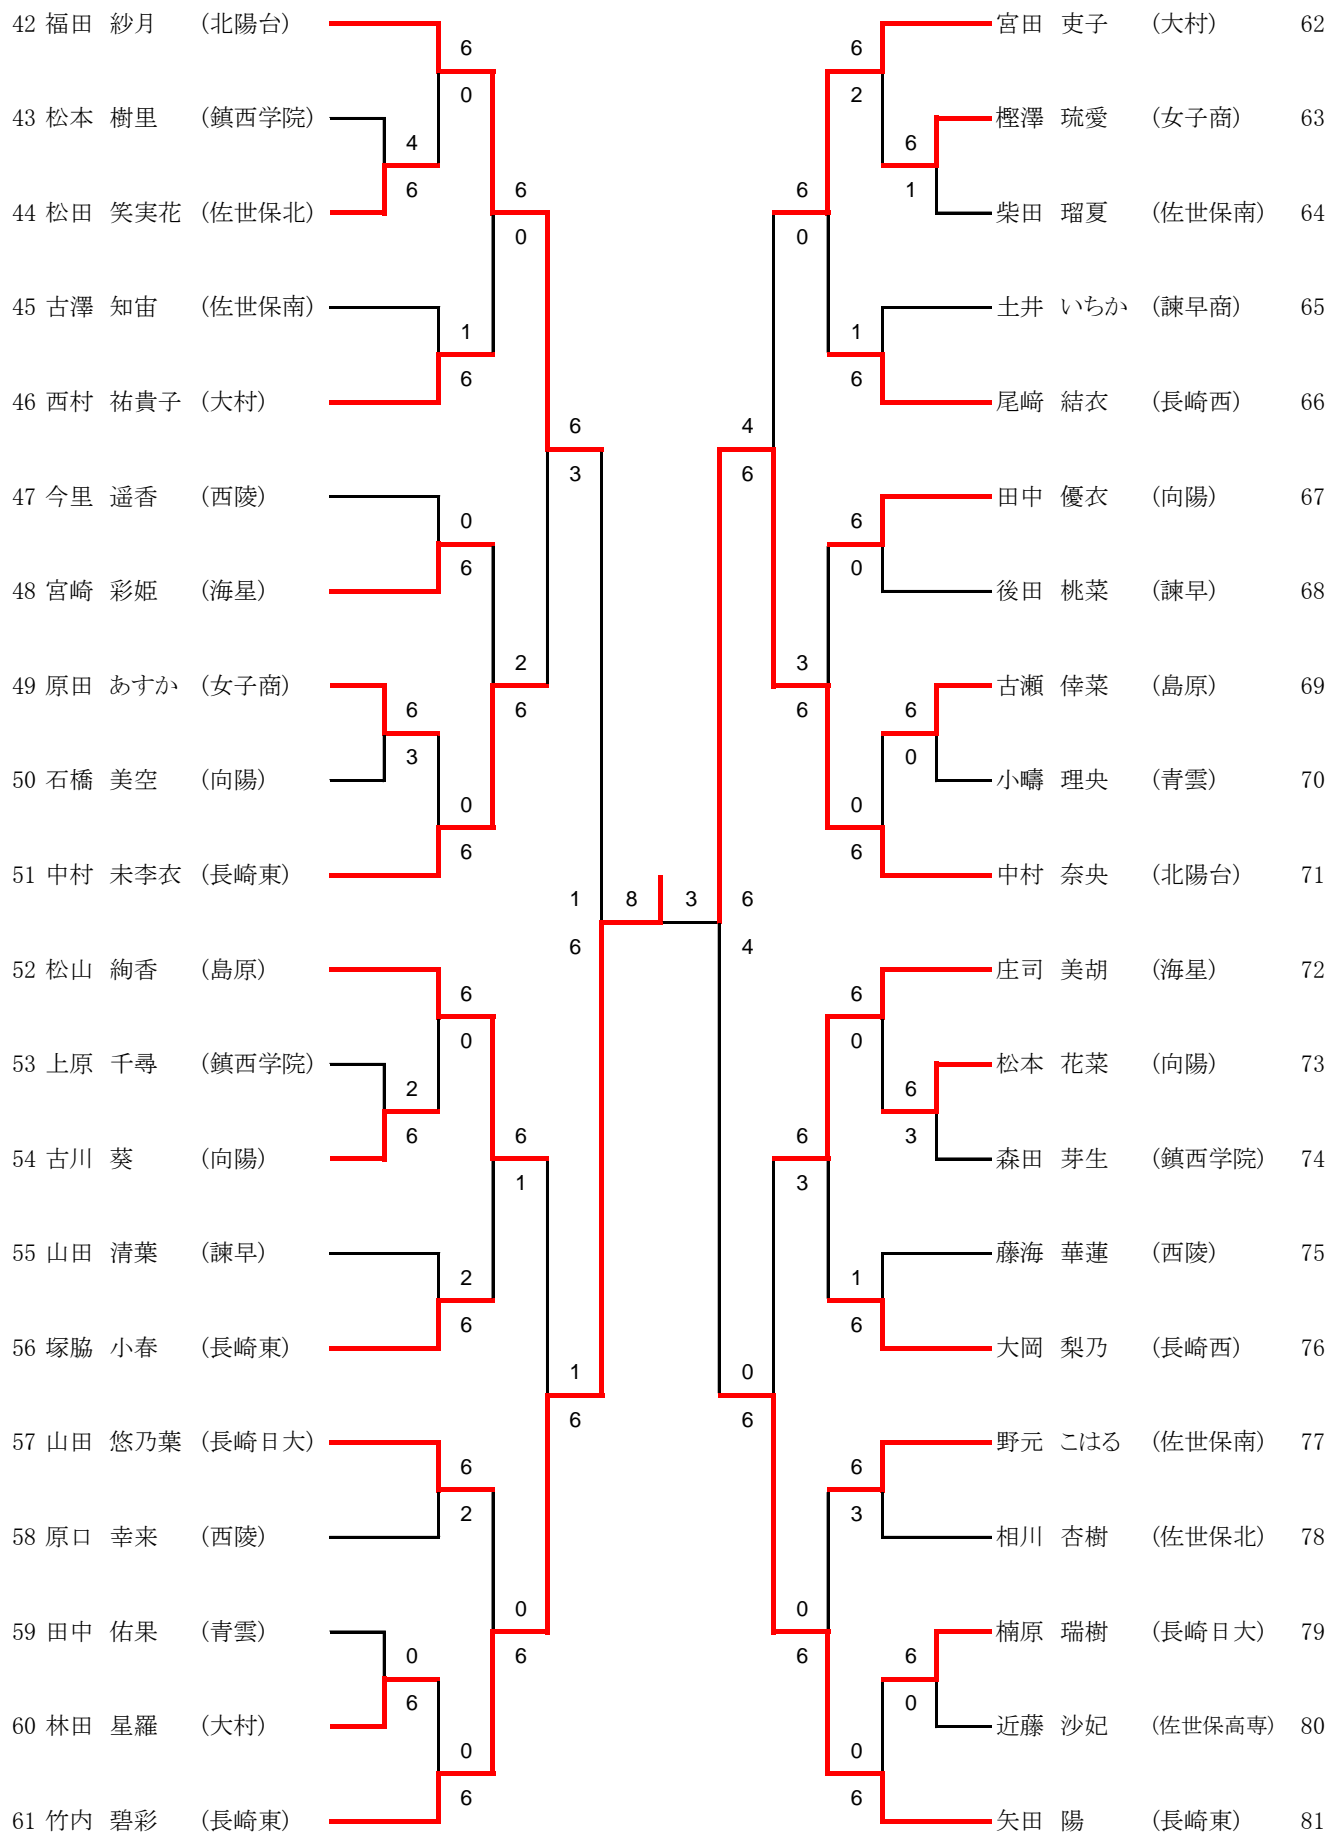 42 福田 紗月 (北陽台)
43 松本 樹里 (鎮西学院)
44 松田 笑実花 (佐世保北)
45 古澤 知宙 (佐世保南)
46 西村 祐貴子 (大村)
47 今里 遥香 (西陵)
48 宮崎 彩姫 (海星)
49 原田 あすか (女子商)
50 石橋 美空 (向陽)
51 中村 未李衣 (長崎東)
52 松山 絢香 (島原)
53 上原 千尋 (鎮西学院)
54 古川 葵 (向陽)
55 山田 清葉 (諫早)
56 塚脇 小春 (長崎東)
57 山田 悠乃葉 (長崎日大)
58 原口 幸来 (西陵)
59 田中 佑果 (青雲)
60 林田 星羅 (大村)
61 竹内 碧彩 (長崎東)
4
6
6
3
2
6
0
6
6
0
1
6
0
6
0
6
6
0
2
6
6
2
0
6
6
0
2
6
6
1
0
6
6
3
1
6
1
6
8
3
6
4
4
6
0
6
6
0
3
6
6
3
0
6
6
2
1
6
6
0
0
6
6
0
1
6
6
3
0
6
6
1
6
0
6
3
6
0
宮田 吏子 (大村) 62
樫澤 琉愛 (女子商) 63
柴田 瑠夏 (佐世保南) 64
土井 いちか (諫早商) 65
尾﨑 結衣 (長崎西) 66
田中 優衣 (向陽) 67
後田 桃菜 (諫早) 68
古瀬 倖菜 (島原) 69
小疇 理央 (青雲) 70
中村 奈央 (北陽台) 71
庄司 美胡 (海星) 72
松本 花菜 (向陽) 73
森田 芽生 (鎮西学院) 74
藤海 華蓮 (西陵) 75
大岡 梨乃 (長崎西) 76
野元 こはる (佐世保南) 77
相川 杏樹 (佐世保北) 78
楠原 瑞樹 (長崎日大) 79
近藤 沙妃 (佐世保高専) 80
矢田 陽 (長崎東) 81